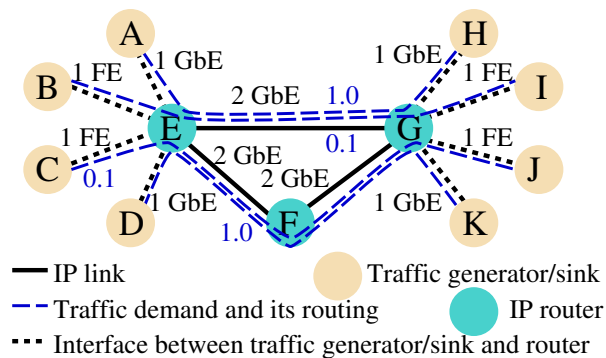 A
H
1 GbE
1 GbE
B
1 FE
2 GbE
1.0
1 FE
I
E
G
C
1 FE
0.1
2 GbE
0.1
2 GbE
1 FE
J
D
1 GbE
1.0
F
1 GbE
K
IP link
Traffic generator/sink
Traffic demand and its routing
IP router
Interface between traffic generator/sink and router